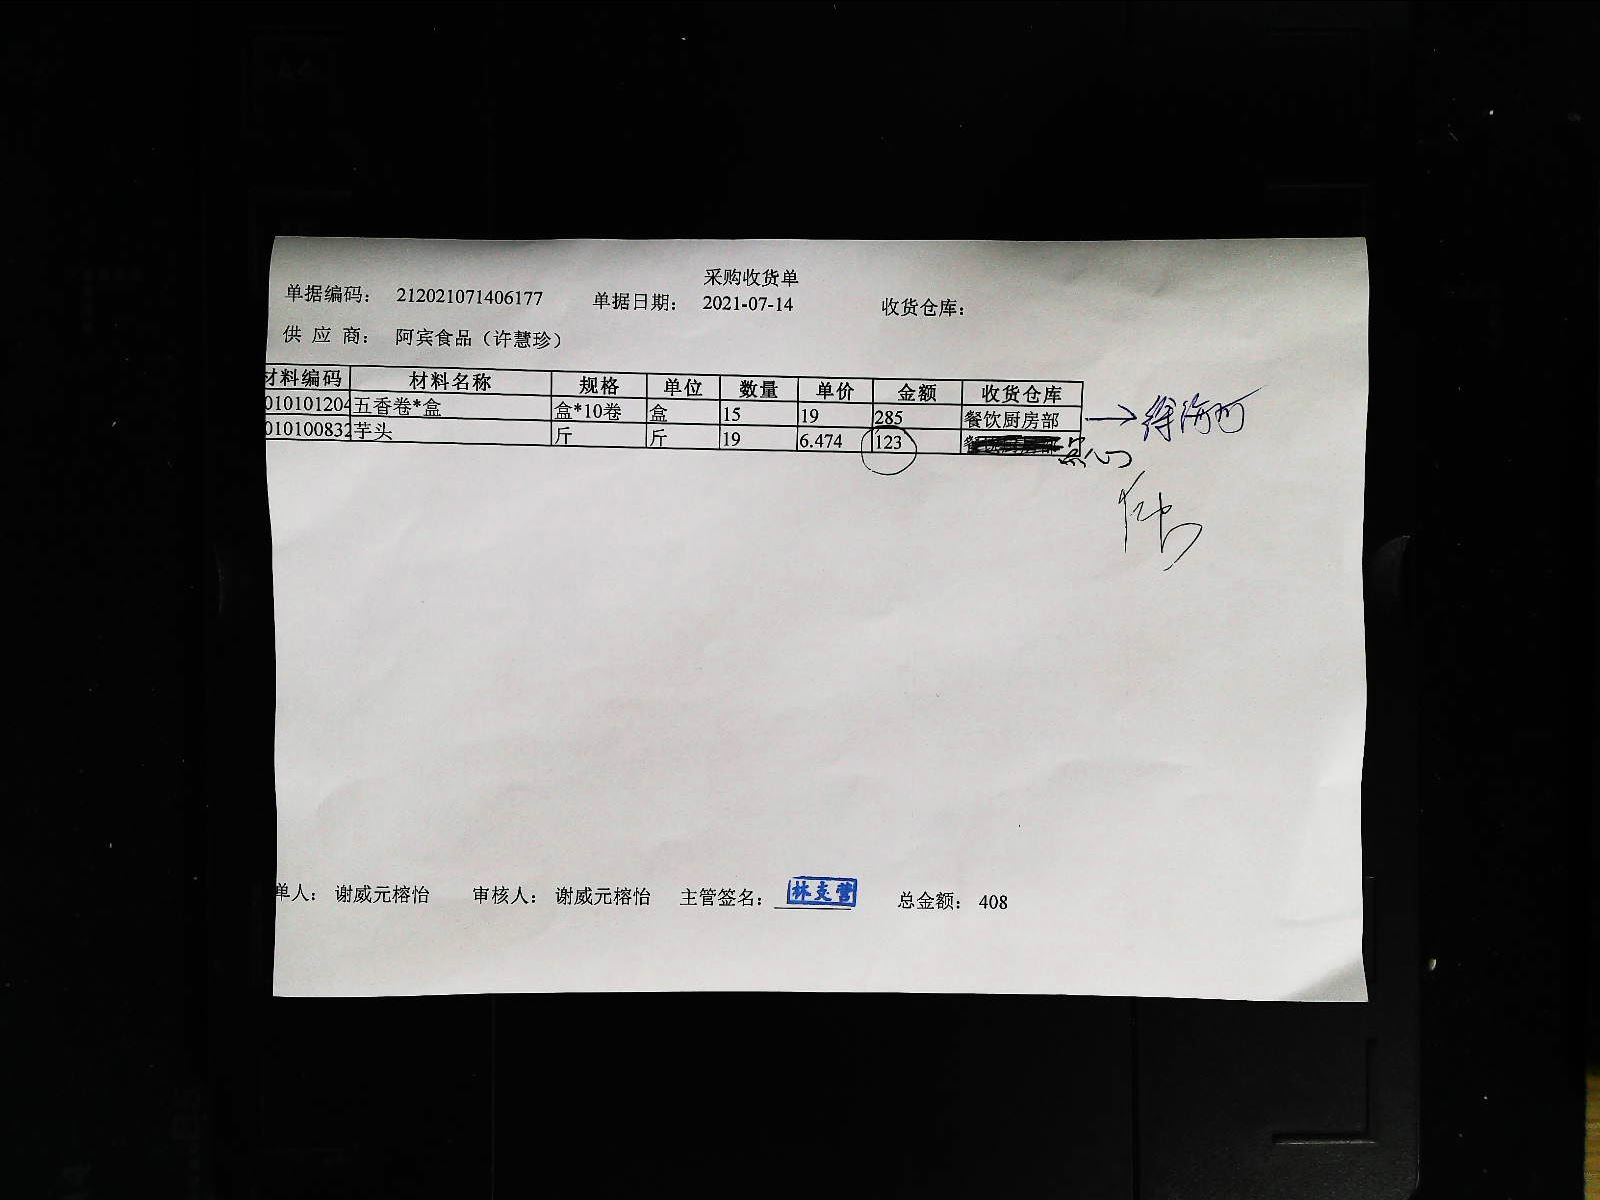 采购收货单
单据编码： 212021071406177 单据日期： 2021-07-14 收货仓库：
供 应 商： 阿宾食品（许慧珍）
材料编码 材料名称 规格 单位 数量 单价 金额 收货仓库
010101204 五香卷*盒 盒*10卷 盒 15 19 285 餐饮厨房部
010100832 芋头 斤 斤 19 6.474 123
点心
单人： 谢威元榕怡 审核人： 谢威元榕怡 主管签名： 林支营 总金额： 408